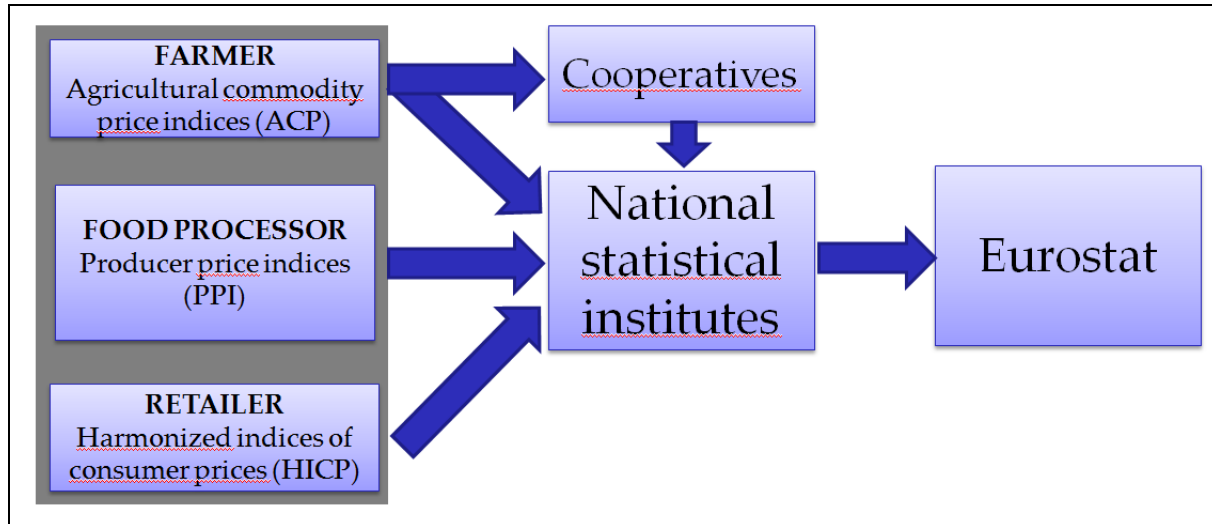 FARMER
Agricultural commodity
price indices (ACP)
Cooperatives
FOOD PROCESSOR
Producer price indices
(PPI)
National
statistical
institutes
Eurostat
RETAILER
Harmonized indices of
consumer prices (HICP)